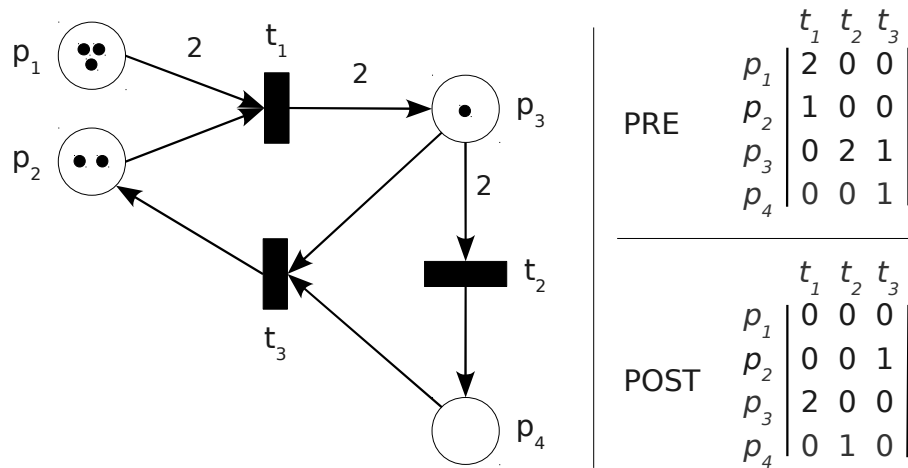 p1
2
t1
2
p3
p2
2
t2
t3
p4
PRE
t1 t2 t3
p1 2 0 0
p2 1 0 0
p3 0 2 1
p4 0 0 1
POST
t1 t2 t3
p1 0 0 0
p2 0 0 1
p3 2 0 0
p4 0 1 0